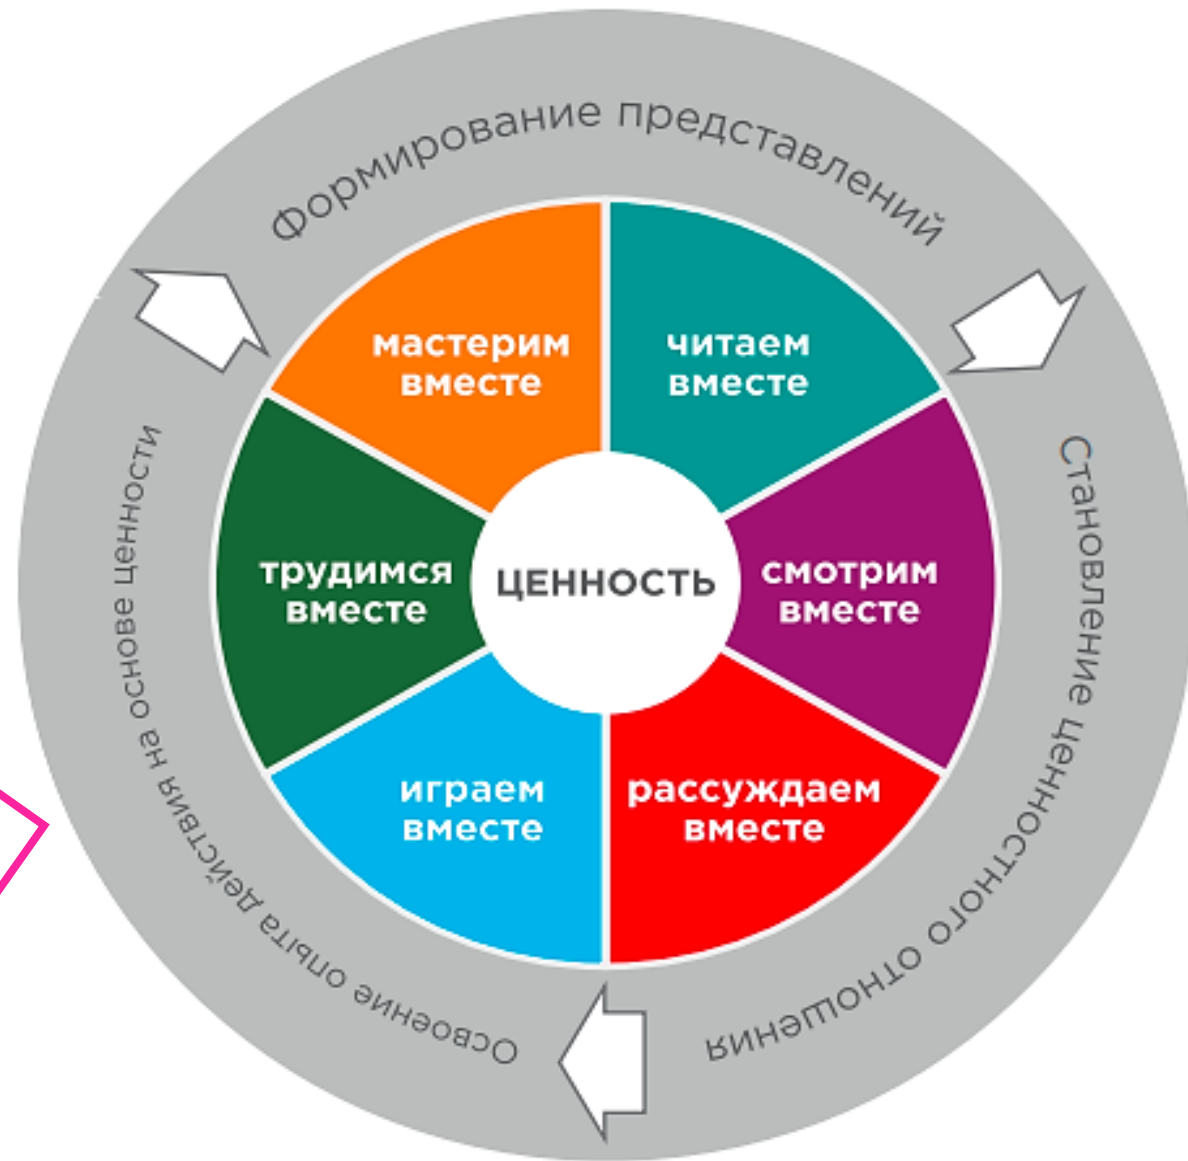 Формирование представлений
Становление ценностного отношения
Освоение опыта действия на основе ценности
мастерим
вместе
читаем
вместе
трудимся
вместе
ЦЕННОСТЬ
смотрим
вместе
играем
вместе
рассуждаем
вместе